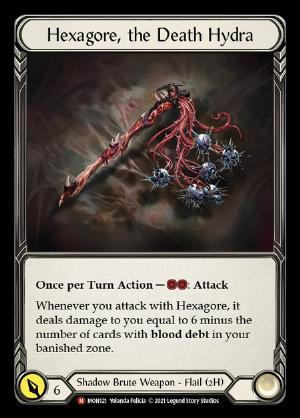 Hexagore, the Death Hydra
Once per Turn Action — : Attack
Whenever you attack with Hexagore, it
deals damage to you equal to 6 minus the
number of cards with blood debt in
your banished zone.
6
Shadow Brute Weapon - Flail (2H)
M MON121 Yolanda Felicia © 2021 Legend Story Studios